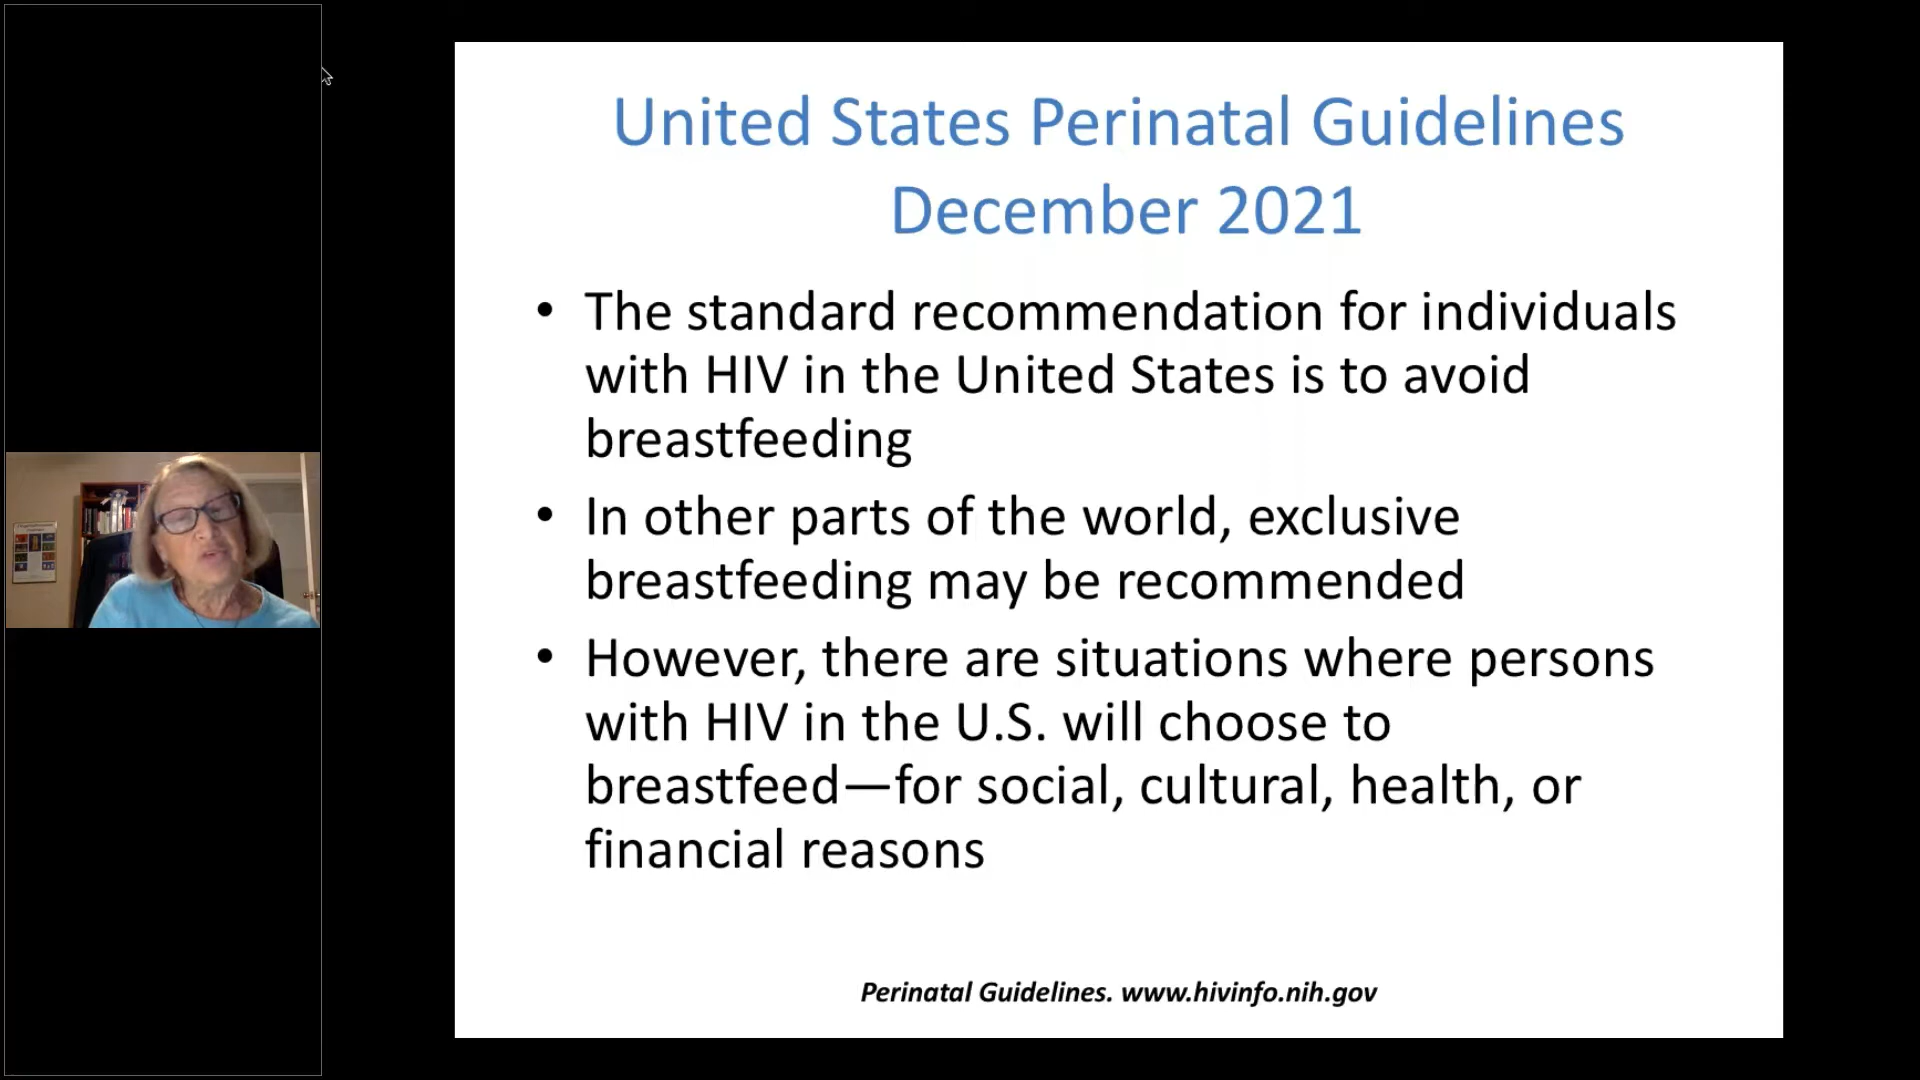 United States Perinatal Guidelines
December 2021
• The standard recommendation for individuals
with HIV in the United States is to avoid
breastfeeding
• In other parts of the world, exclusive
breastfeeding may be recommended
• However, there are situations where persons
with HIV in the U.S. will choose to
breastfeed—for social, cultural, health, or
financial reasons
Perinatal Guidelines. www.hivinfo.nih.gov